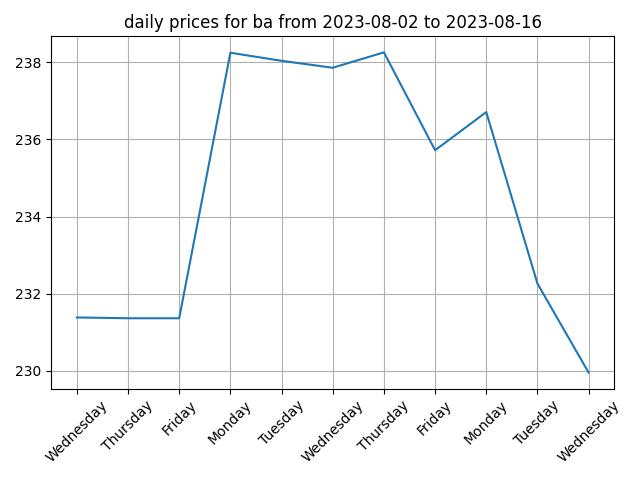 daily prices for ba from 2023-08-02 to 2023-08-16
238
236
234
232
230
Wednesday
Thursday
Friday
Monday
Tuesday
Wednesday
Thursday
Friday
Monday
Tuesday
Wednesday